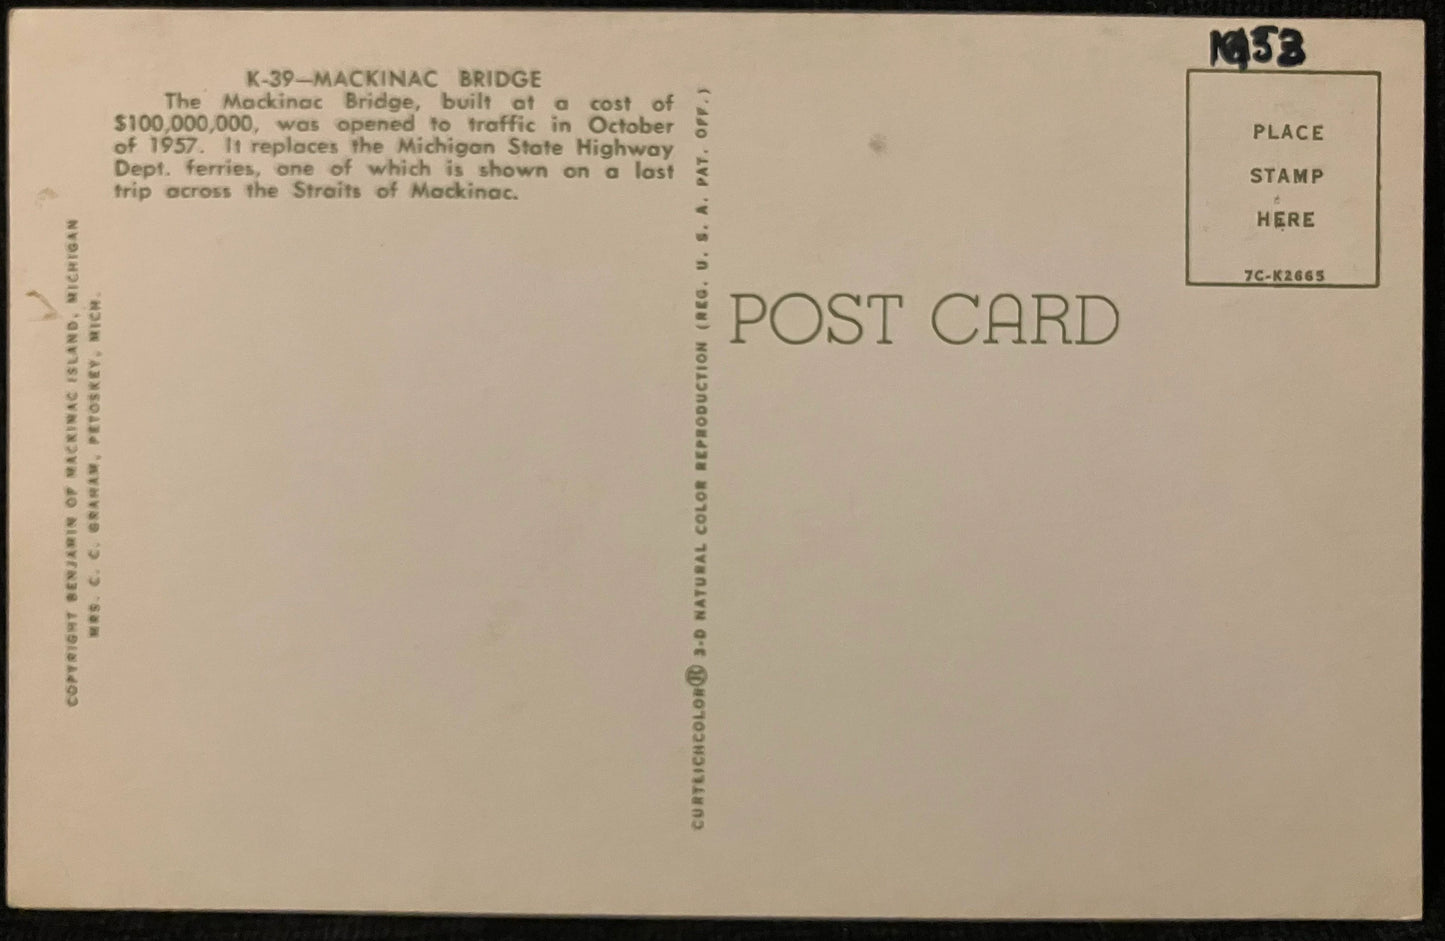 K-39—MACKINAC BRIDGE
The Mackinac Bridge, built at a cost of
$100,000,000, was opened to traffic in October
of 1957. It replaces the Michigan State Highway
Dept. ferries, one of which is shown on a last
trip across the Straits of Mackinac.
COPYRIGHT BENJAMIN OF MACKINAC ISLAND, MICHIGAN
MRS. C. C. GRAHAM, PETOSKEY, MICH.
CURTEICHCOLOR® 3-D NATURAL COLOR REPRODUCTION (REG. U. S. A. PAT. OFF.)
POST CARD
PLACE
STAMP
HERE
7C-K2665